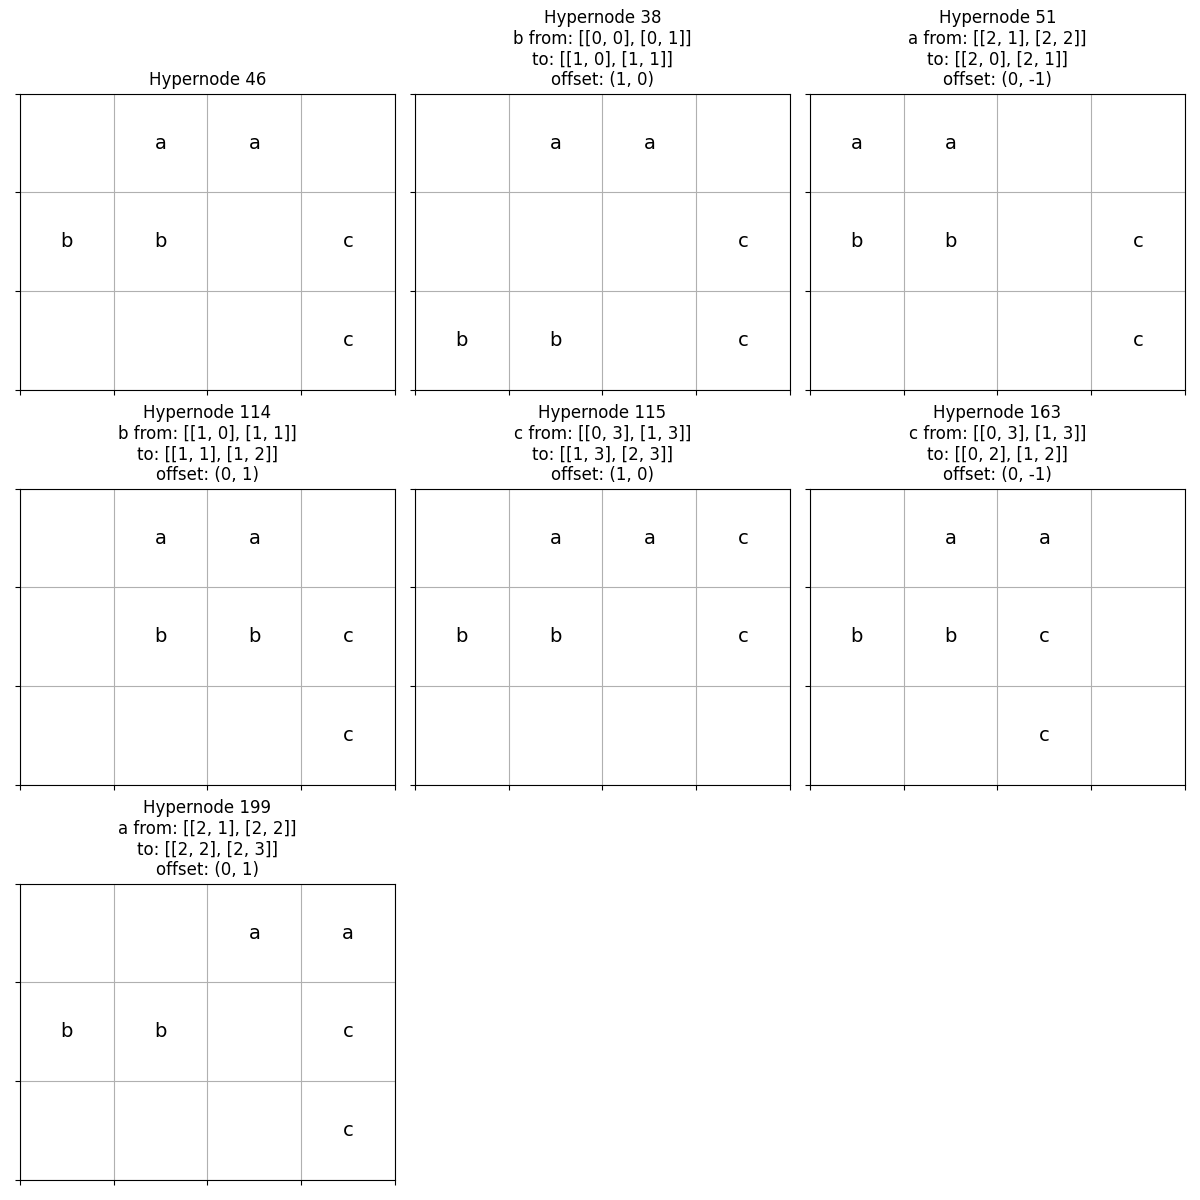 Hypernode 46
a a
b b c
c
Hypernode 38
b from: [[0, 0], [0, 1]]
to: [[1, 0], [1, 1]]
offset: (1, 0)
a a
c
b b c
Hypernode 51
a from: [[2, 1], [2, 2]]
to: [[2, 0], [2, 1]]
offset: (0, -1)
a a
b b c
c
Hypernode 114
b from: [[1, 0], [1, 1]]
to: [[1, 1], [1, 2]]
offset: (0, 1)
a a
b b c
c
Hypernode 115
c from: [[0, 3], [1, 3]]
to: [[1, 3], [2, 3]]
offset: (1, 0)
a a c
b b c
Hypernode 163
c from: [[0, 3], [1, 3]]
to: [[0, 2], [1, 2]]
offset: (0, -1)
a a
b b c
c
Hypernode 199
a from: [[2, 1], [2, 2]]
to: [[2, 2], [2, 3]]
offset: (0, 1)
a a
b b c
c